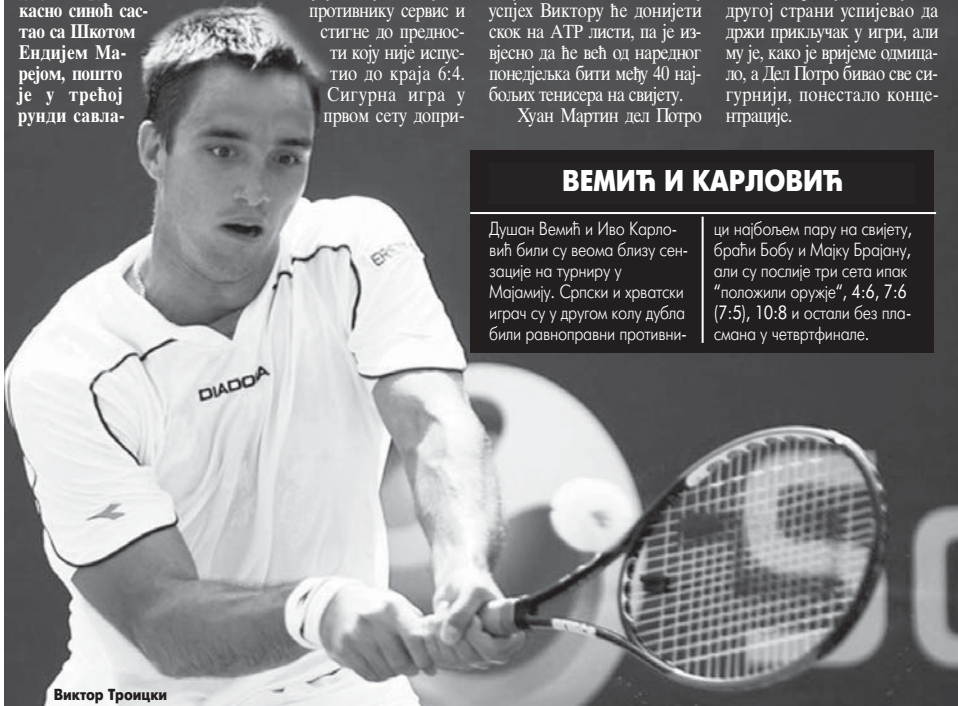 касно синоћ сас-
тао са Шкотом
Ендијем Ма-
рејом, пошто
је у трећој
рунди савла-
противнику сервис и
стигне до преднос-
ти коју није испус-
тио до краја 6:4.
Сигурна игра у
првом сету допри-
успјех Виктору ће донијети
скок на АТР листи, па је из-
вјесно да ће већ од наредног
понедјељка бити међу 40 нај-
бољих тенисера на свијету.
Хуан Мартин дел Потро
другој страни успијевао да
држи прикључак у игри, али
му је, како је вријеме одмица-
ло, а Дел Потро бивао све си-
гурнији, понестало конце-
нтрације.
ВЕМИЋ И КАРЛОВИЋ
Душан Вемић и Иво Карло-
вић били су веома близу сен-
зације на турниру у
Мајамију. Српски и хрватски
играч су у другом колу дубла
били равноправни противни-
ци најбољем пару на свијету,
браћи Бобу и Мајку Брајану,
али су послије три сета ипак
“положили оружје“, 4:6, 7:6
(7:5), 10:8 и остали без пла-
смана у четвртфинале.
DIADORA
Виктор Троицки